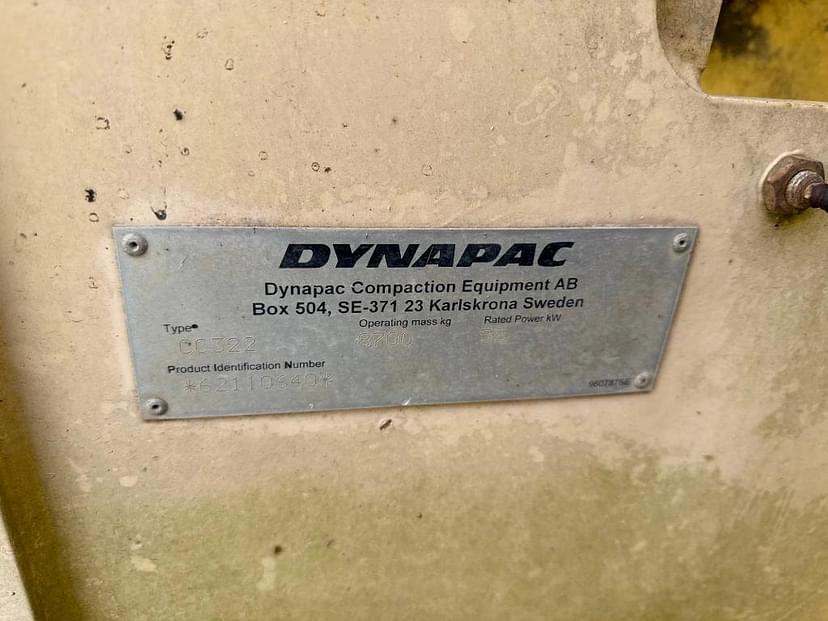 DYNAPAC
Dynapac Compaction Equipment AB
Box 504, SE-371 23 Karlskrona Sweden
Type Operating mass kg Rated Power kW
CC322
Product Identification Number
*62110640*